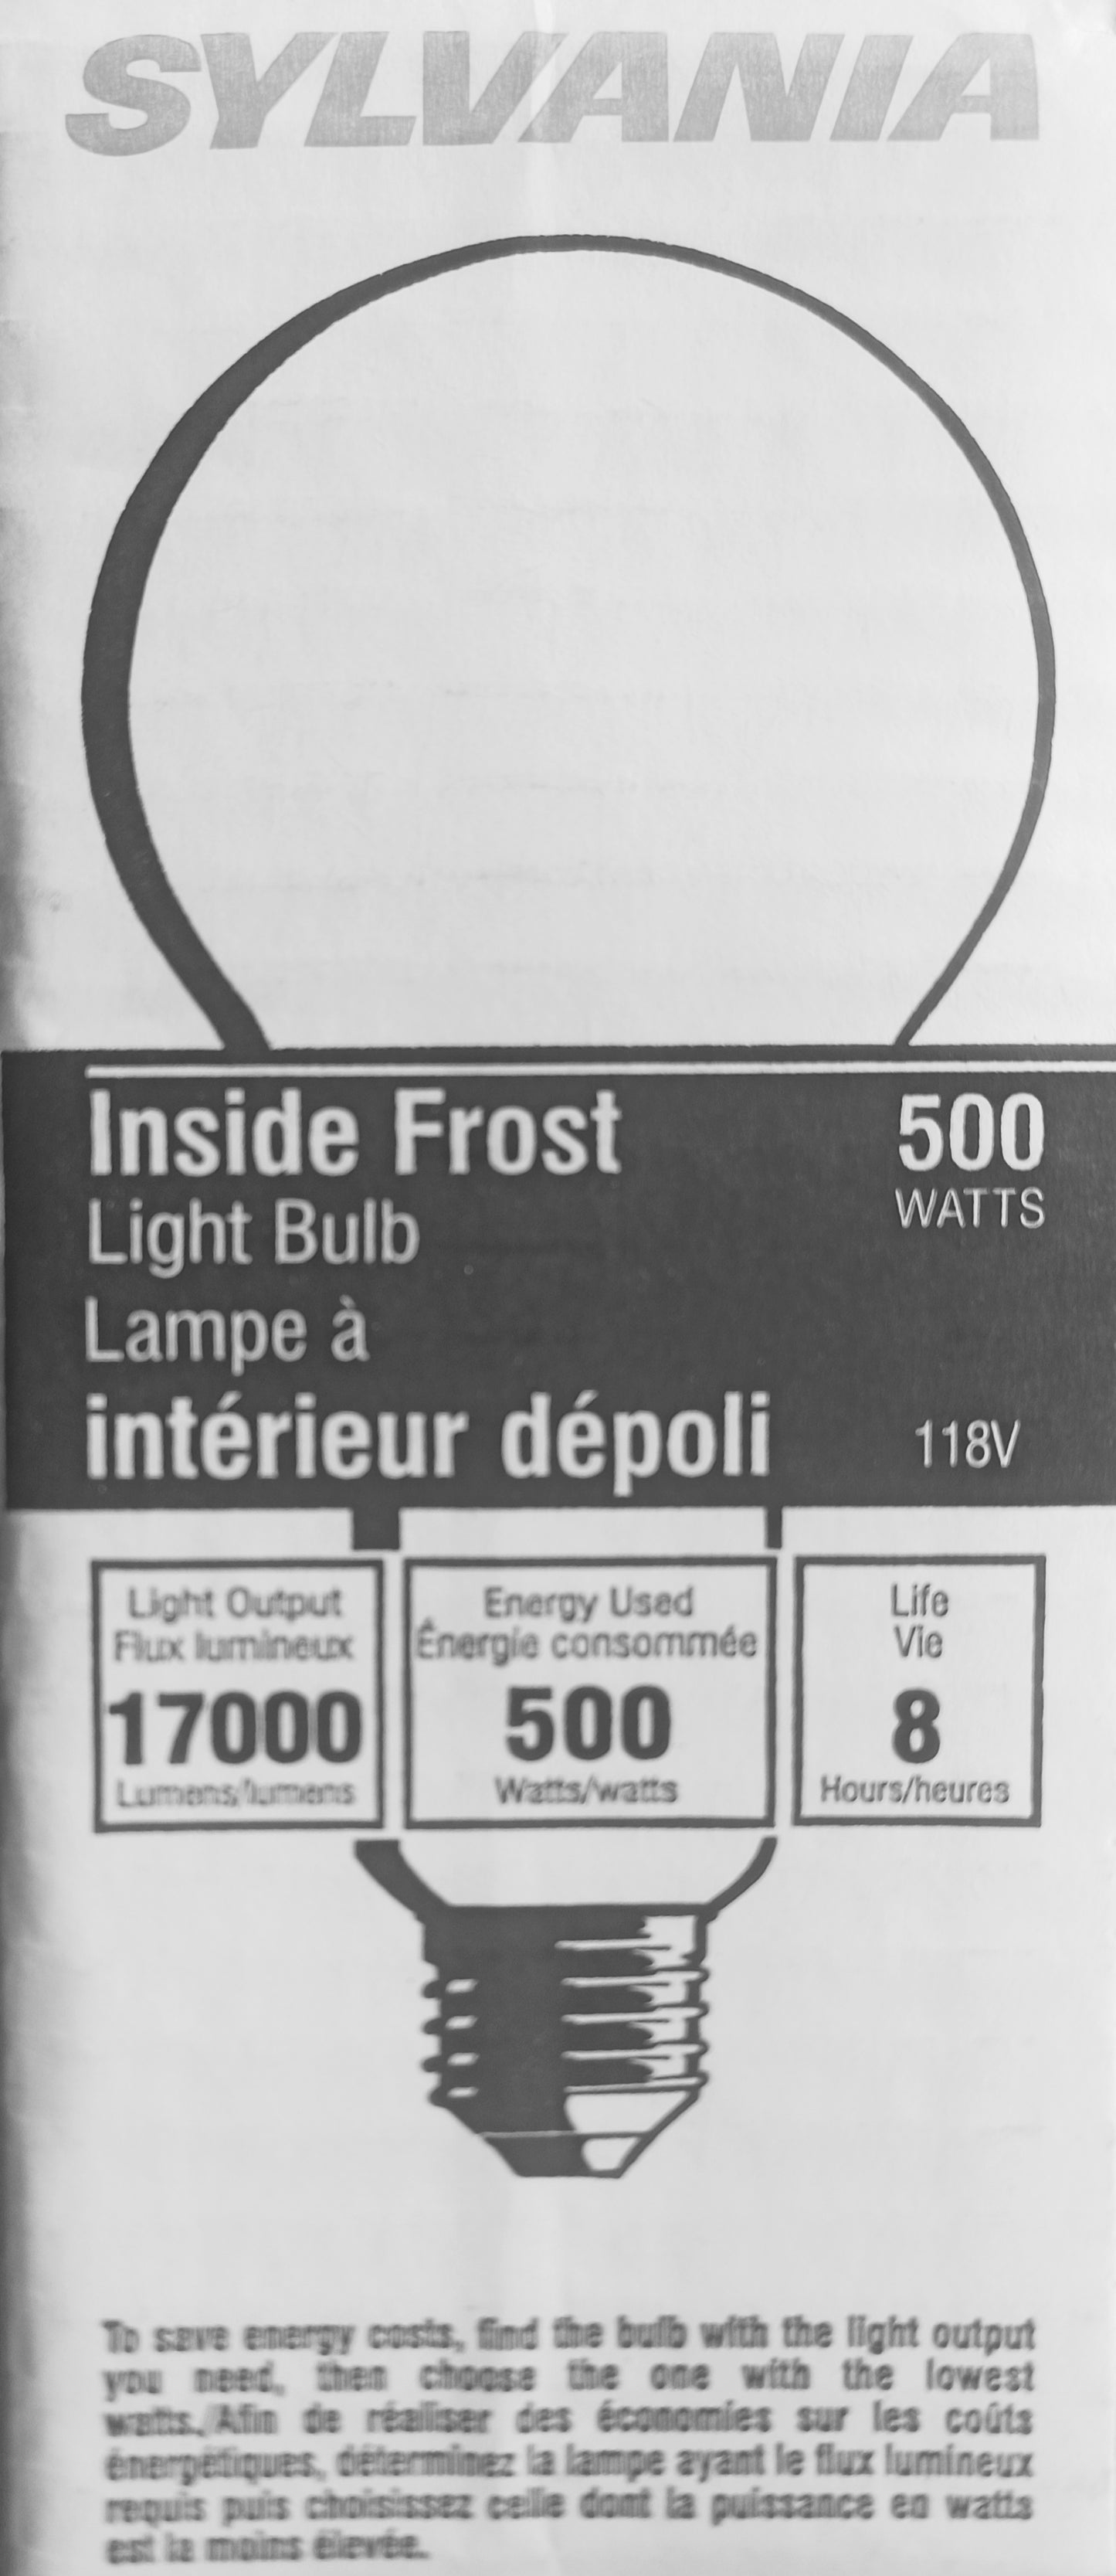 SYLVANIA
Inside Frost
500
Light Bulb
WATTS
Lampe à
intérieur dépoli
118V
Light Output
Flux lumineux
17000
Lumens/lumens
Energy Used
Énergie consommée
500
Watts/watts
Life
Vie
8
Hours/heures
To save energy costs, find the bulb with the light output
you need, then choose the one with the lowest
watts./Afin de réaliser des économies sur les coûts
énergétiques, déterminez la lampe ayant le flux lumineux
requis puis choisissez celle dont la puissance en watts
est la moins élevée.